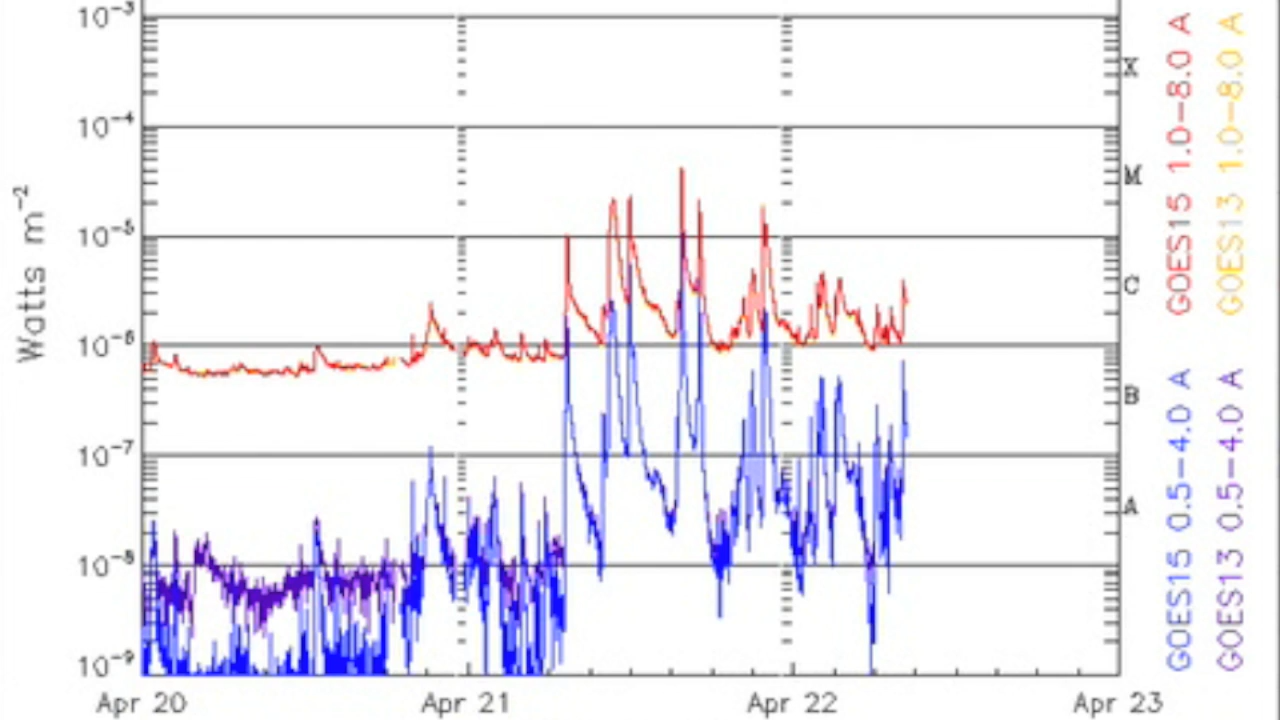 10⁻³
10⁻⁴
10⁻⁵
10⁻⁶
10⁻⁷
10⁻⁸
10⁻⁹
Watts m⁻²
X
M
C
B
A
Apr 20
Apr 21
Apr 22
Apr 23
GOES15 0.5-4.0 A
GOES15 1.0-8.0 A
GOES13 0.5-4.0 A
GOES13 1.0-8.0 A